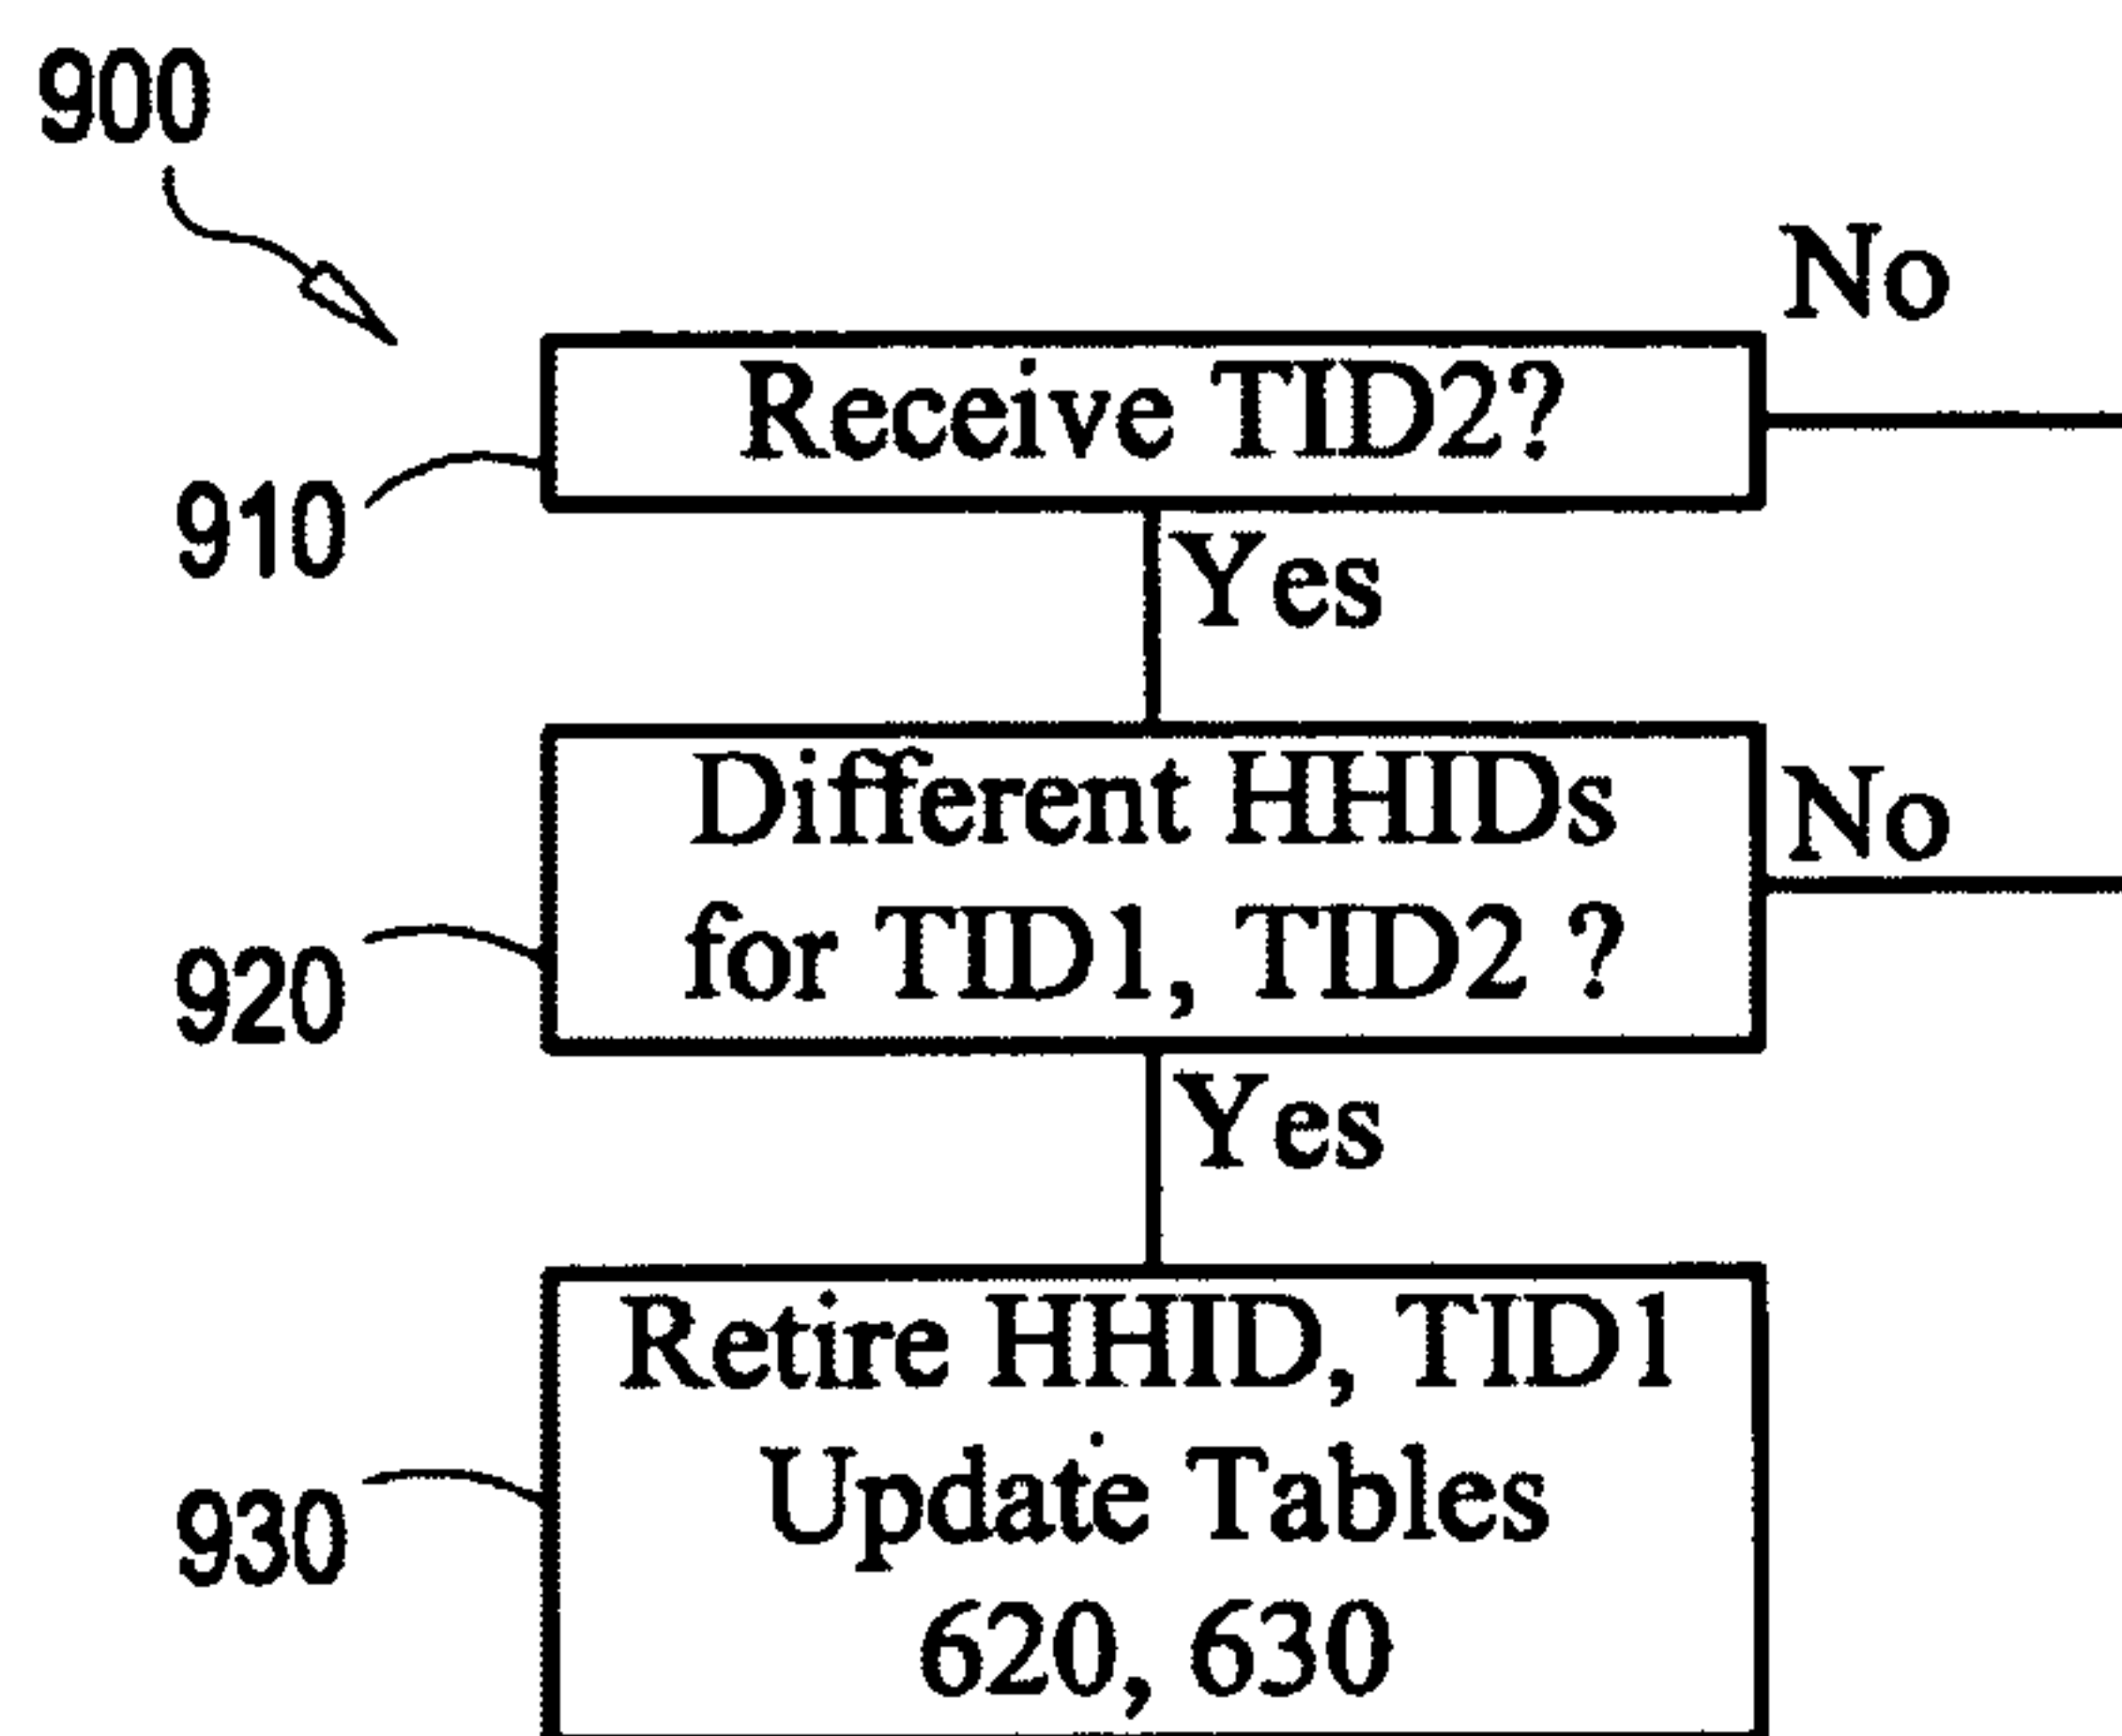 900
No
Receive TID2?
910
Yes
Different HHIDs
No
for TID1, TID2 ?
920
Yes
Retire HHID, TID1
Update Tables
930
620, 630